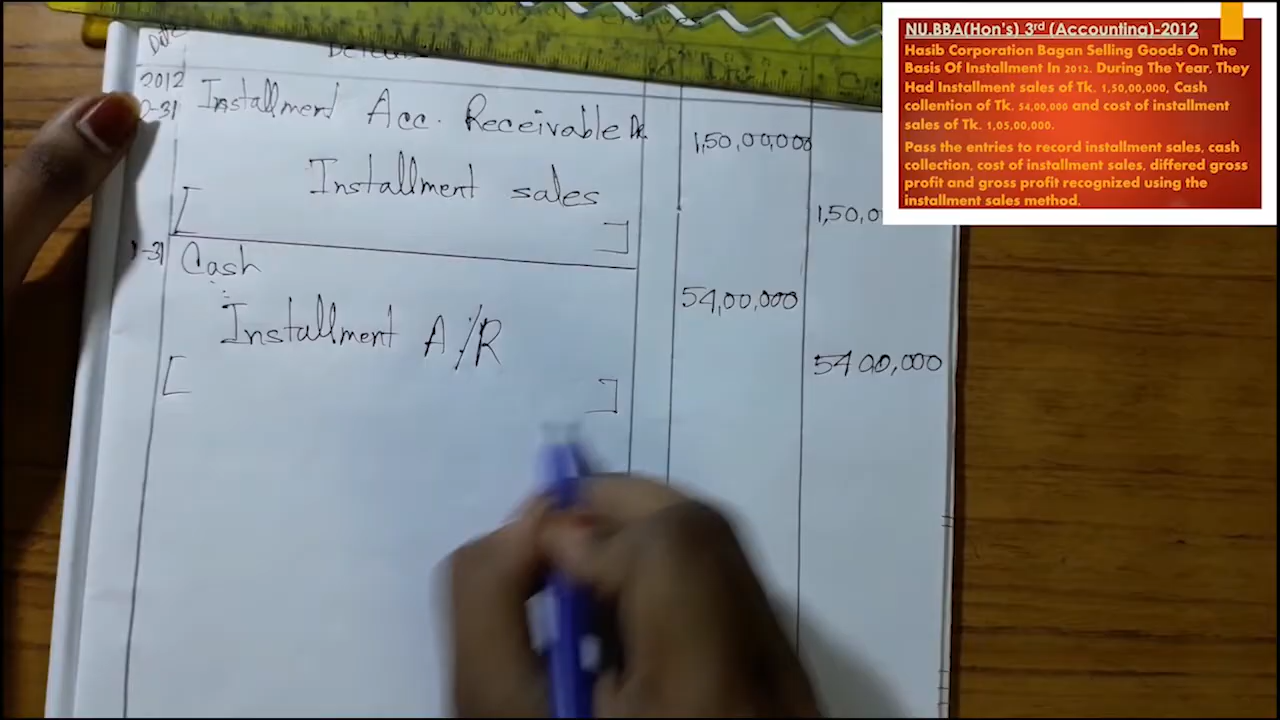 NU.BBA(Hon's) 3rd (Accounting)-2012
Hasib Corporation Bagan Selling Goods On The
Basis Of Installment In 2012. During The Year, They
Had Installment sales of Tk. 1,50,00,000, Cash
collention of Tk. 54,00,000 and cost of installment
sales of Tk. 1,05,00,000.
Pass the entries to record installment sales, cash
collection, cost of installment sales, differed gross
profit and gross profit recognized using the
installment sales method.
Date
2012
Installment Acc. Receivable Dr.
1,50,00,000
Installment sales
1,50,0
Cash
54,00,000
Installment A/R
5400,000